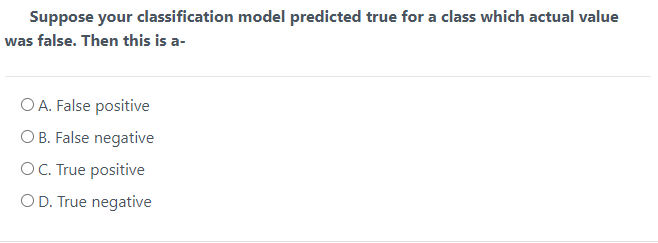 Suppose your classification model predicted true for a class which actual value
was false. Then this is a-
A. False positive
B. False negative
C. True positive
D. True negative